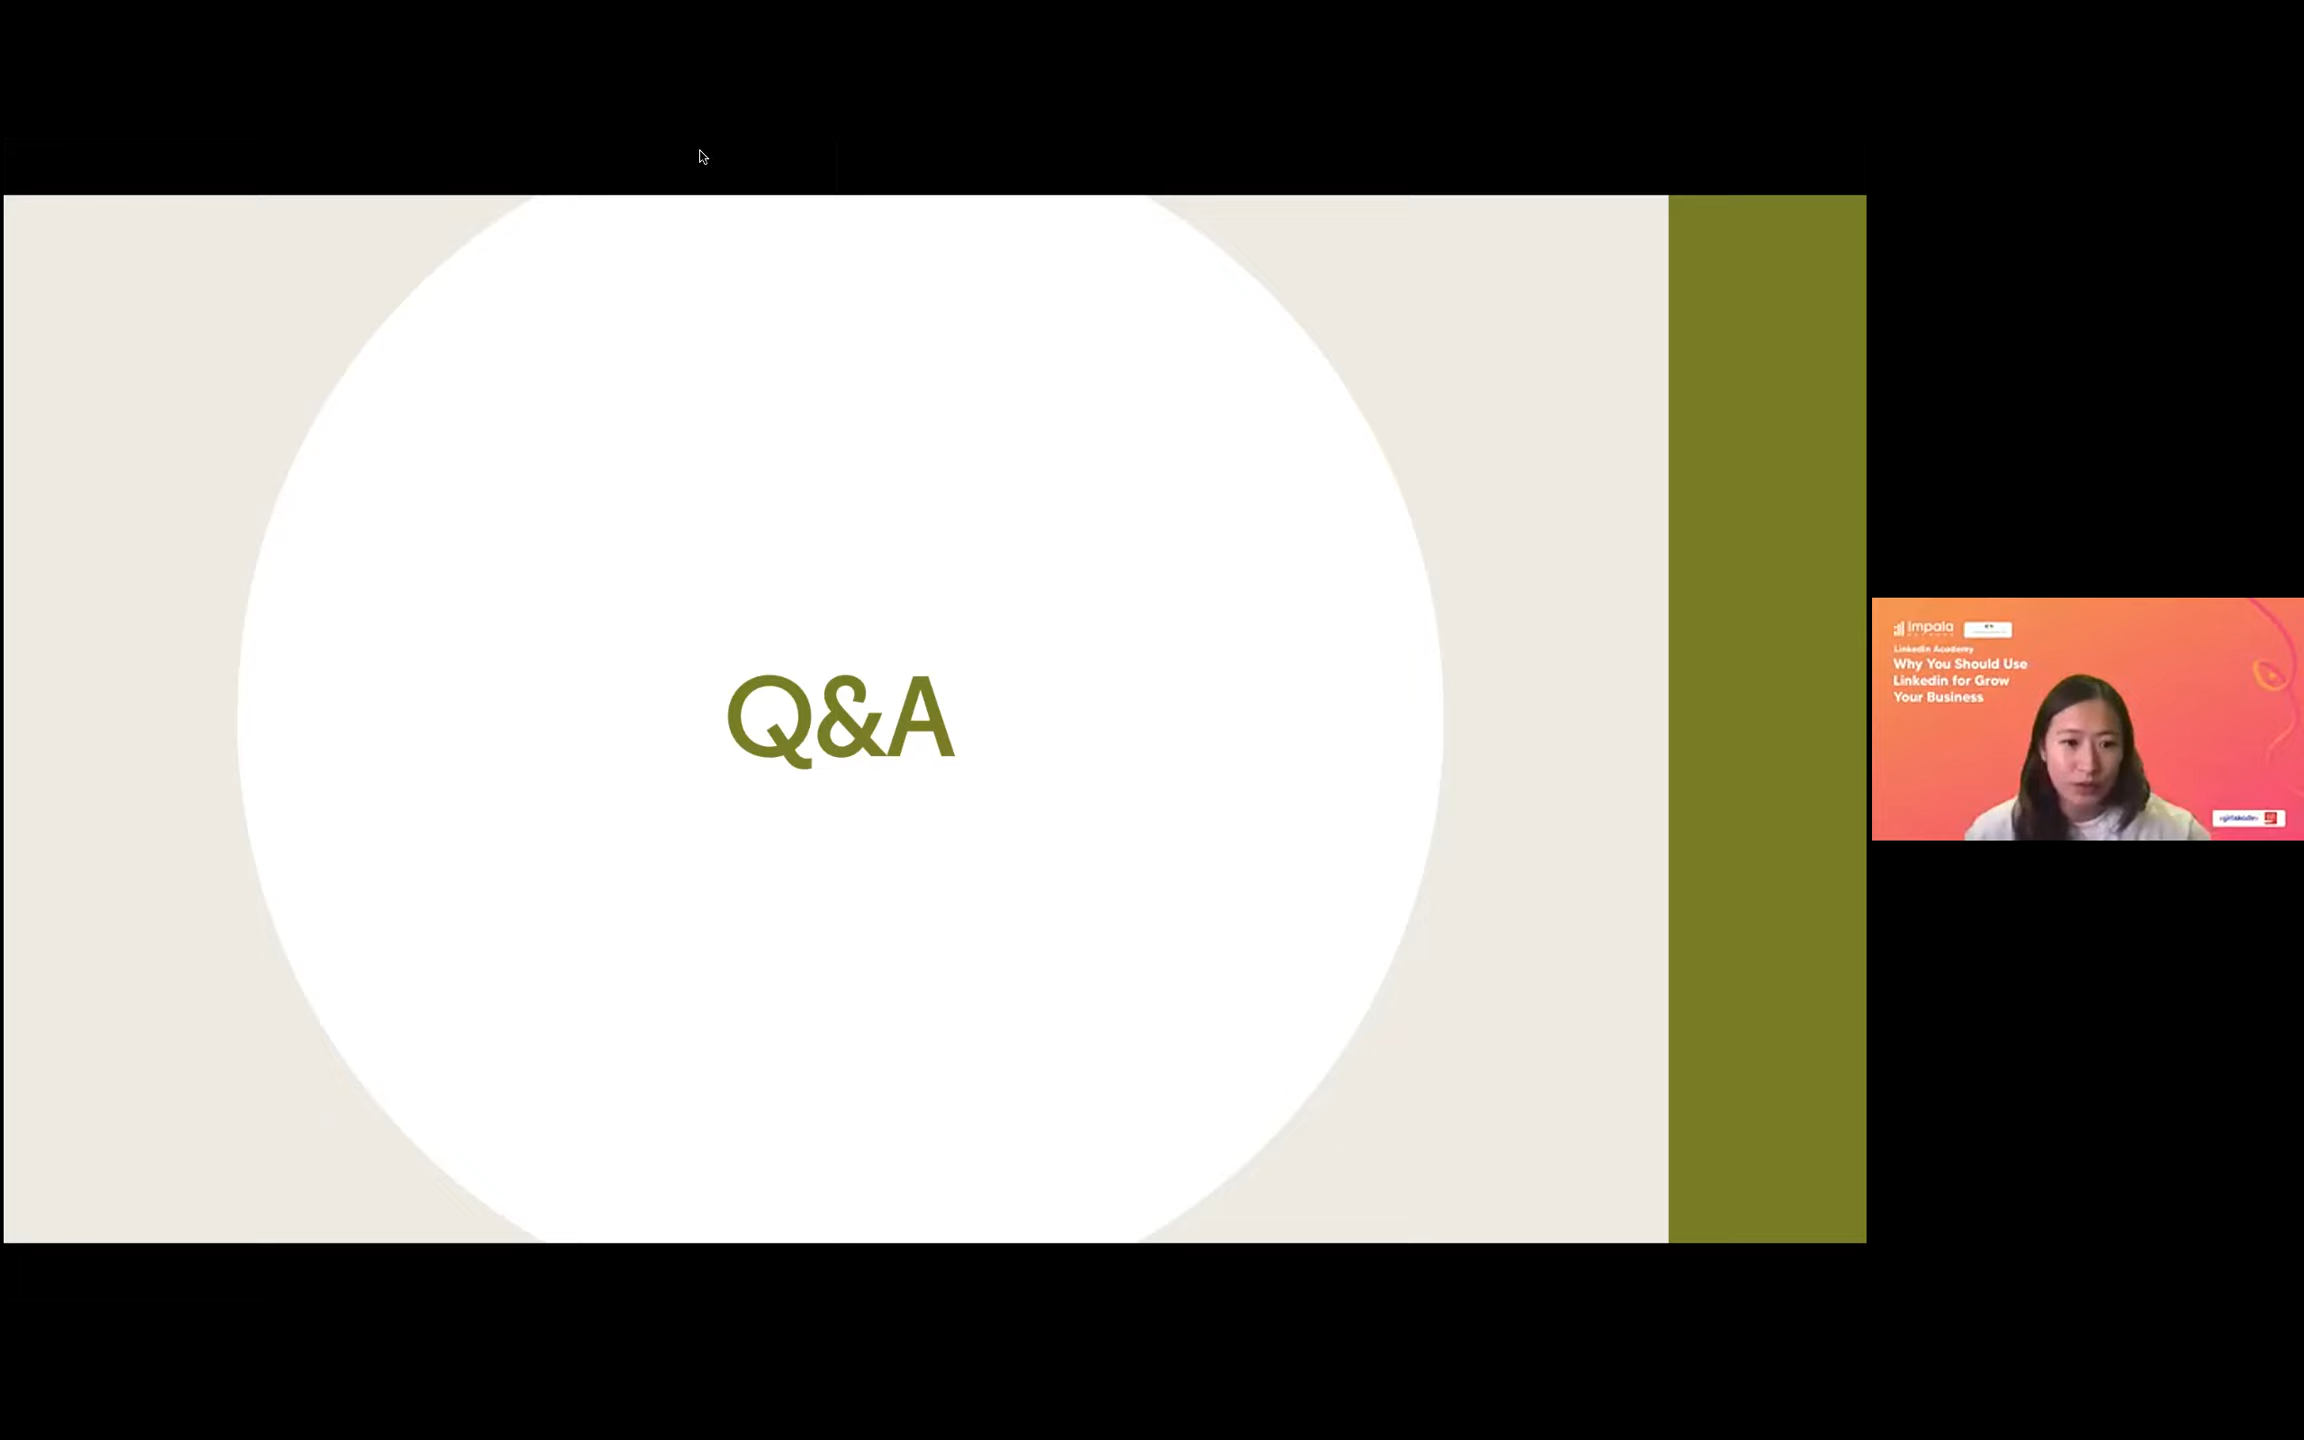 Q&A
Impala
LinkedIn Academy
Why You Should Use
Linkedin for Grow
Your Business